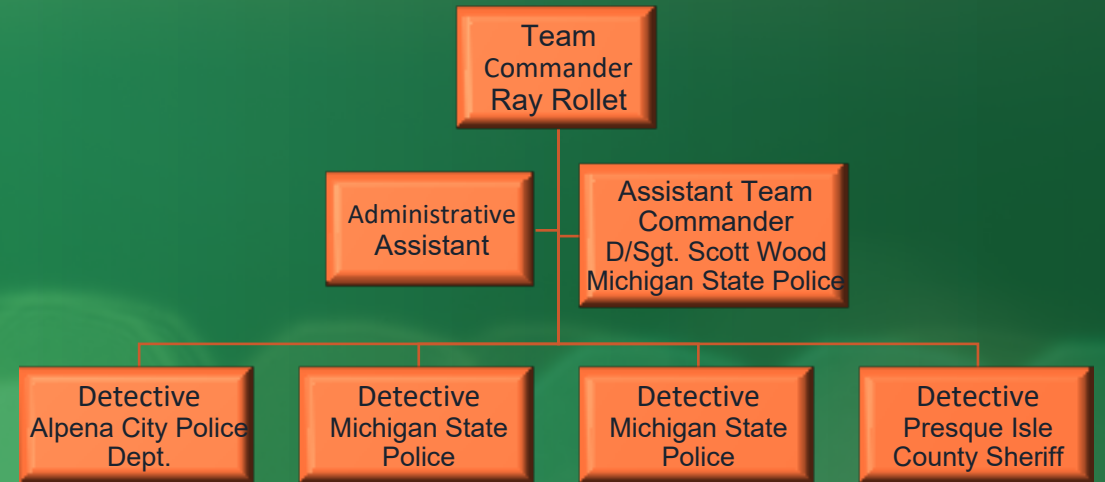 Team
Commander
Ray Rollet
Administrative
Assistant
Assistant Team
Commander
D/Sgt. Scott Wood
Michigan State Police
Detective
Alpena City Police
Dept.
Detective
Michigan State
Police
Detective
Michigan State
Police
Detective
Presque Isle
County Sheriff